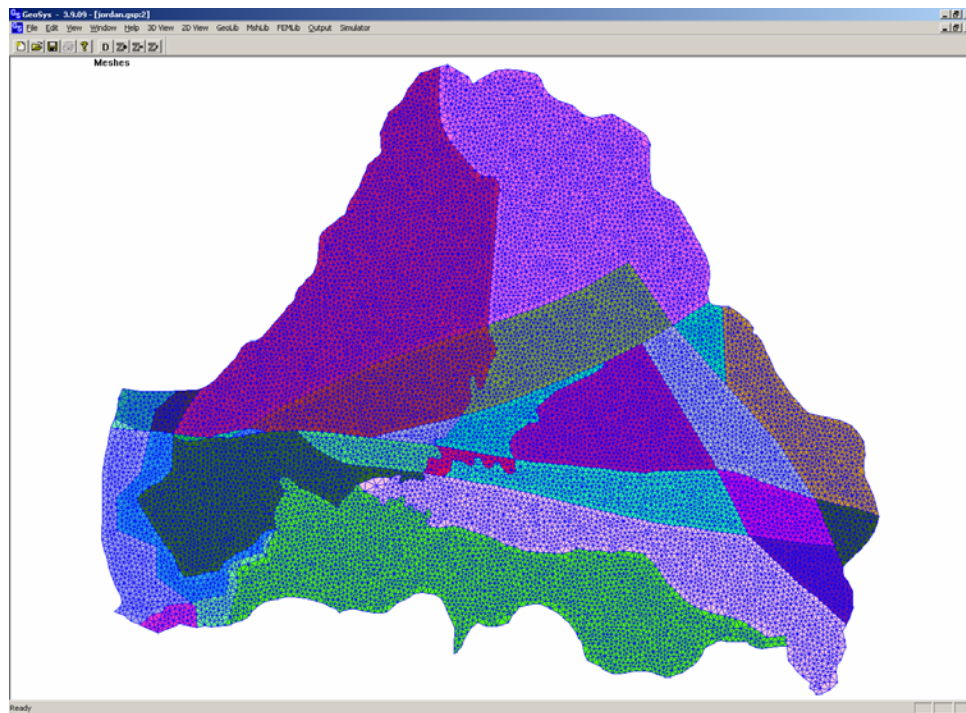 GeoSys - 3.9.09 - [jordan.gsp:2]
File Edit View Window Help 3D View 2D View GeoLib MshLib FEMLib Output Simulator
D
Meshes
Ready